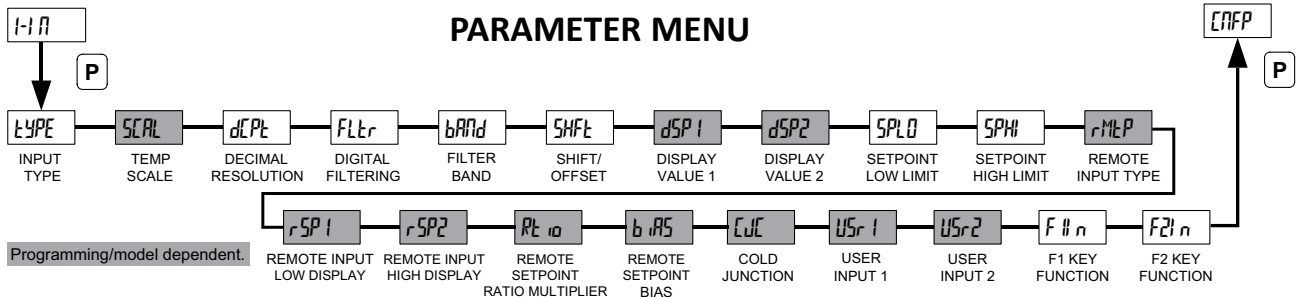 PARAMETER MENU
1-IN
CNFP
P
P
tYPE SCAL dCPt FLtr bANd SHFt dSP1 dSP2 SPLO SPHI rMtP
INPUT TEMP DECIMAL DIGITAL FILTER SHIFT/ DISPLAY DISPLAY SETPOINT SETPOINT REMOTE
TYPE SCALE RESOLUTION FILTERING BAND OFFSET VALUE 1 VALUE 2 LOW LIMIT HIGH LIMIT INPUT TYPE
rSP1 rSP2 Rtio biAS CJC USr1 USr2 F1In F2In
Programming/model dependent.
REMOTE INPUT REMOTE INPUT REMOTE REMOTE COLD USER USER F1 KEY F2 KEY
LOW DISPLAY HIGH DISPLAY SETPOINT SETPOINT JUNCTION INPUT 1 INPUT 2 FUNCTION FUNCTION
RATIO MULTIPLIER BIAS